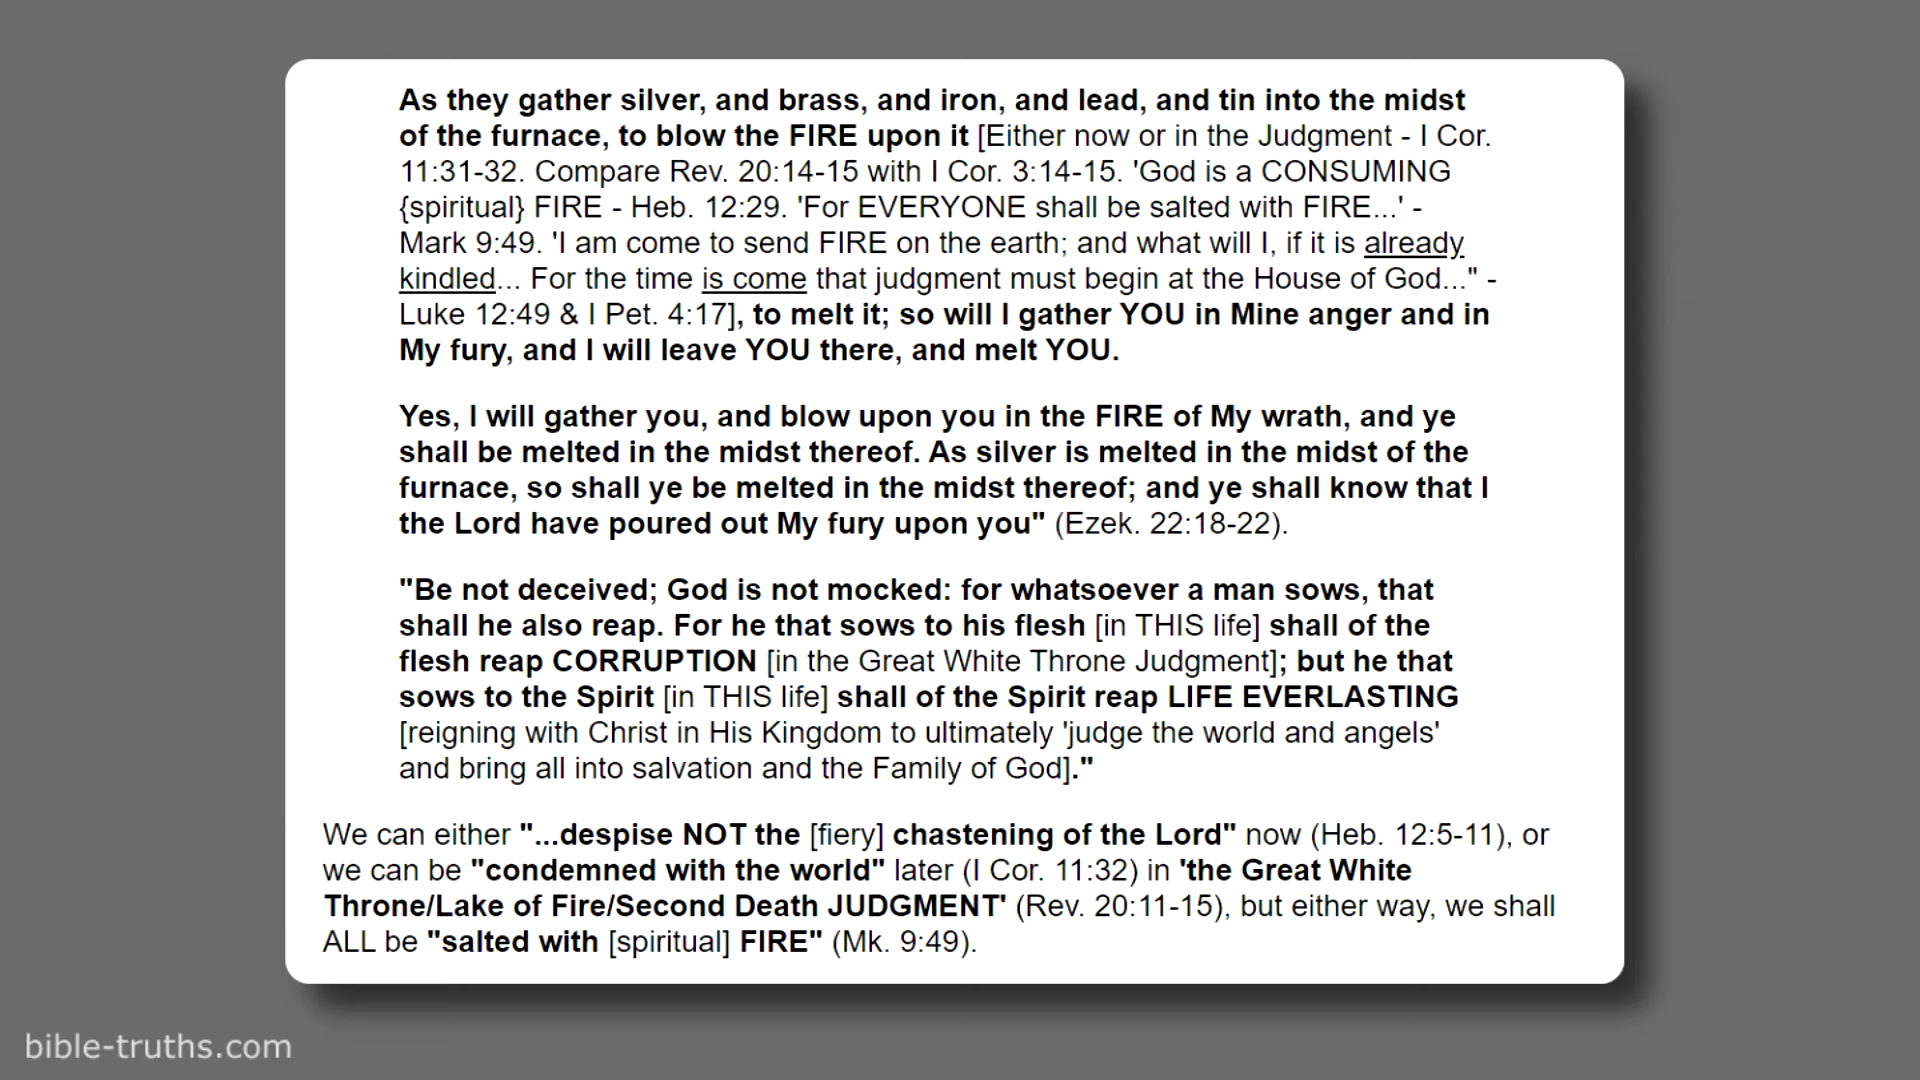 As they gather silver, and brass, and iron, and lead, and tin into the midst
of the furnace, to blow the FIRE upon it [Either now or in the Judgment - I Cor.
11:31-32. Compare Rev. 20:14-15 with I Cor. 3:14-15. 'God is a CONSUMING
{spiritual} FIRE - Heb. 12:29. 'For EVERYONE shall be salted with FIRE...' -
Mark 9:49. 'I am come to send FIRE on the earth; and what will I, if it is already
kindled... For the time is come that judgment must begin at the House of God..." -
Luke 12:49 & I Pet. 4:17], to melt it; so will I gather YOU in Mine anger and in
My fury, and I will leave YOU there, and melt YOU.
Yes, I will gather you, and blow upon you in the FIRE of My wrath, and ye
shall be melted in the midst thereof. As silver is melted in the midst of the
furnace, so shall ye be melted in the midst thereof; and ye shall know that I
the Lord have poured out My fury upon you" (Ezek. 22:18-22).
"Be not deceived; God is not mocked: for whatsoever a man sows, that
shall he also reap. For he that sows to his flesh [in THIS life] shall of the
flesh reap CORRUPTION [in the Great White Throne Judgment]; but he that
sows to the Spirit [in THIS life] shall of the Spirit reap LIFE EVERLASTING
[reigning with Christ in His Kingdom to ultimately 'judge the world and angels'
and bring all into salvation and the Family of God]."
We can either "...despise NOT the [fiery] chastening of the Lord" now (Heb. 12:5-11), or
we can be "condemned with the world" later (I Cor. 11:32) in 'the Great White
Throne/Lake of Fire/Second Death JUDGMENT' (Rev. 20:11-15), but either way, we shall
ALL be "salted with [spiritual] FIRE" (Mk. 9:49).
bible-truths.com